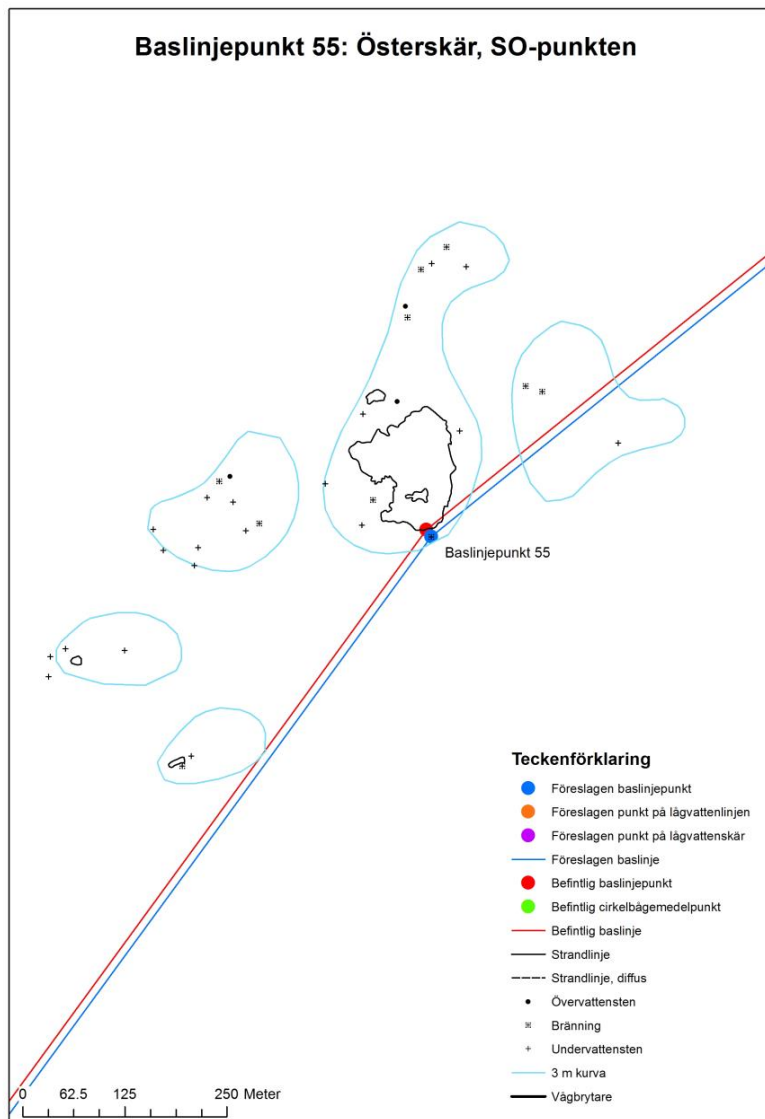 Baslinjepunkt 55: Österskär, SO-punkten
Baslinjepunkt 55
Teckenförklaring
Föreslagen baslinjepunkt
Föreslagen punkt på lågvattenlinjen
Föreslagen punkt på lågvattenskär
Föreslagen baslinje
Befintlig baslinjepunkt
Befintlig cirkelbågemedelpunkt
Befintlig baslinje
Strandlinje
Strandlinje, diffus
Övervattensten
Bränning
Undervattensten
3 m kurva
Vågbrytare
0 62.5 125 250 Meter